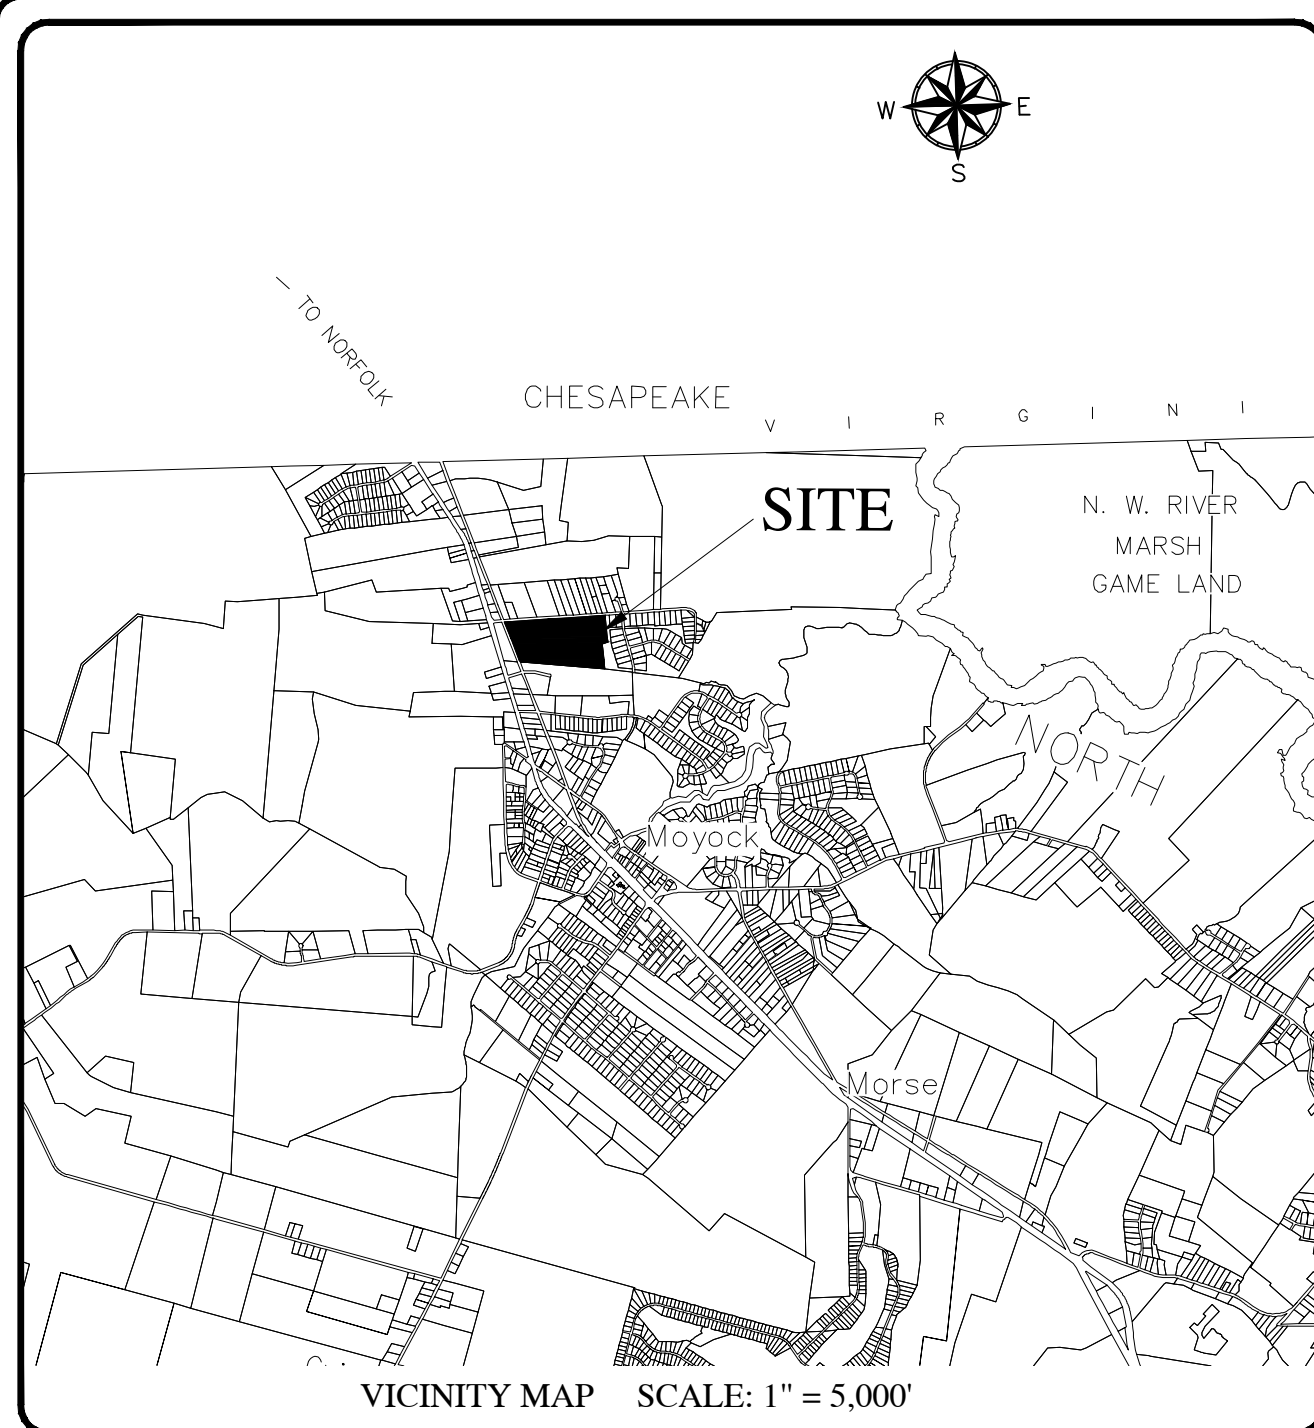 W E
S
— TO NORFOLK
CHESAPEAKE
V I R G I N I
SITE
N. W. RIVER
MARSH
GAME LAND
NORTH
Moyock
Morse
VICINITY MAP SCALE: 1" = 5,000'